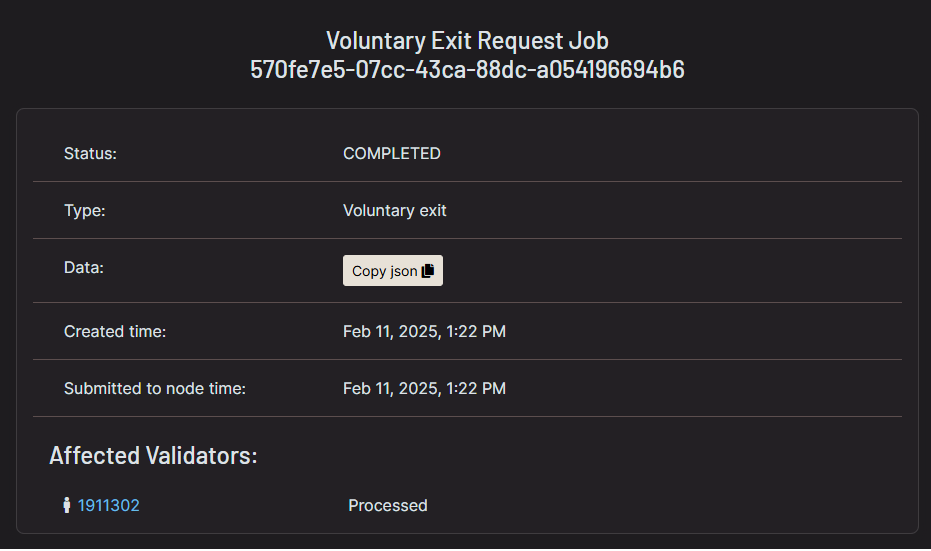 Voluntary Exit Request Job
570fe7e5-07cc-43ca-88dc-a054196694b6
Status: COMPLETED
Type: Voluntary exit
Data: Copy json
Created time: Feb 11, 2025, 1:22 PM
Submitted to node time: Feb 11, 2025, 1:22 PM
Affected Validators:
1911302 Processed